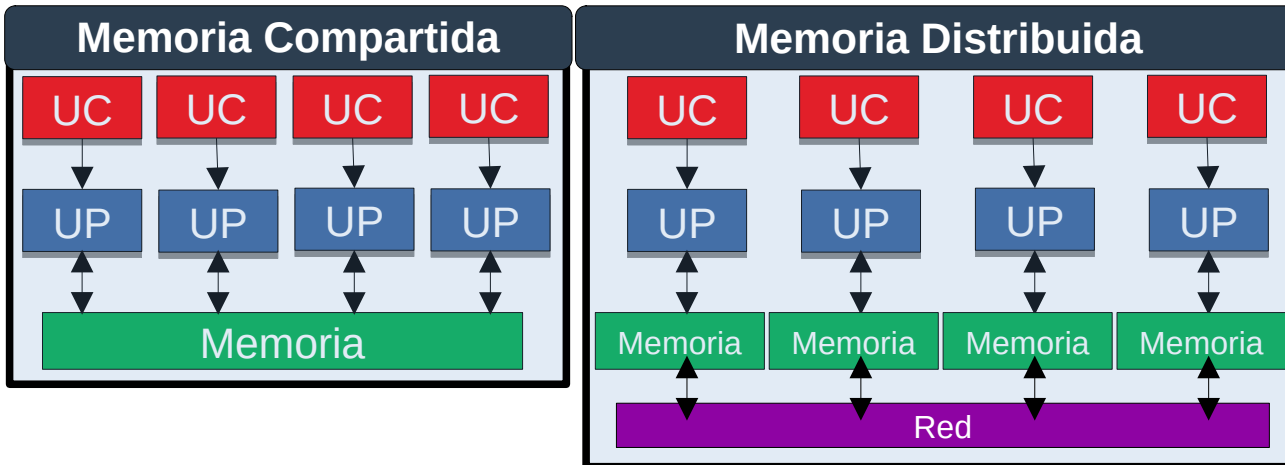 Memoria Compartida
UC UC UC UC
UP UP UP UP
Memoria
Memoria Distribuida
UC UC UC UC
UP UP UP UP
Memoria Memoria Memoria Memoria
Red